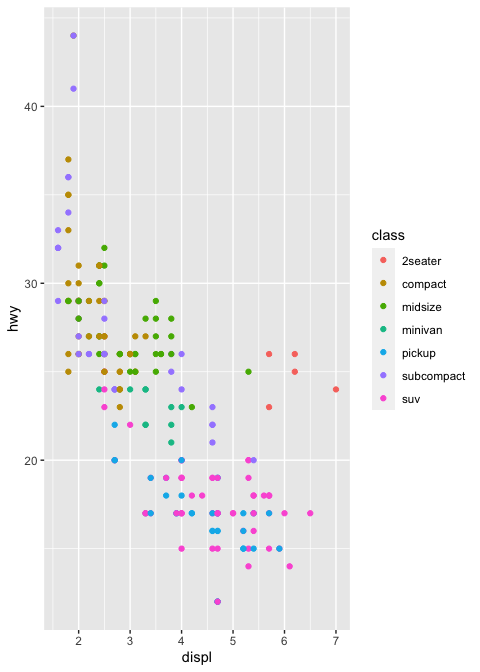 40
30
20
hwy
2
3
4
5
6
7
displ
class
2seater
compact
midsize
minivan
pickup
subcompact
suv